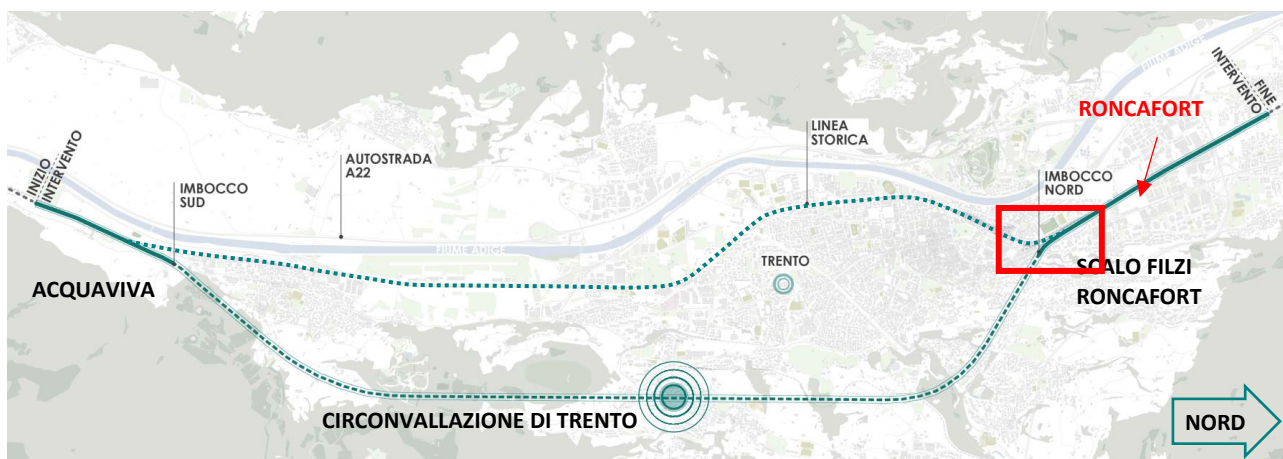 FIUME ADIGE
INTERVENTO
FINE
RONCAFORT
LINEA
STORICA
AUTOSTRADA
A22
IMBOCCO
NORD
INIZIO
INTERVENTO
IMBOCCO
SUD
FIUME ADIGE
TRENTO
ACQUAVIVA
SCALO FILZI
RONCAFORT
CIRCONVALLAZIONE DI TRENTO
NORD